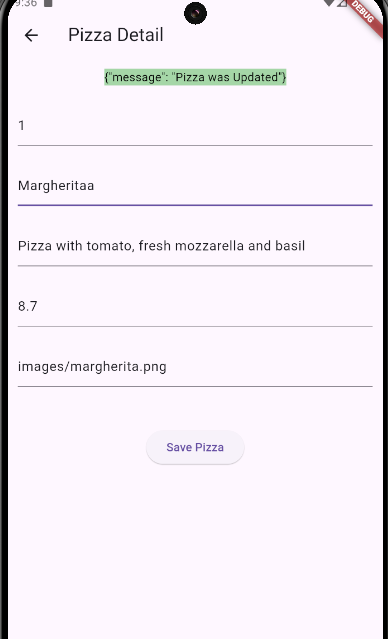 9:36
DEBUG
Pizza Detail
{"message": "Pizza was Updated"}
1
Margheritaa
Pizza with tomato, fresh mozzarella and basil
8.7
images/margherita.png
Save Pizza